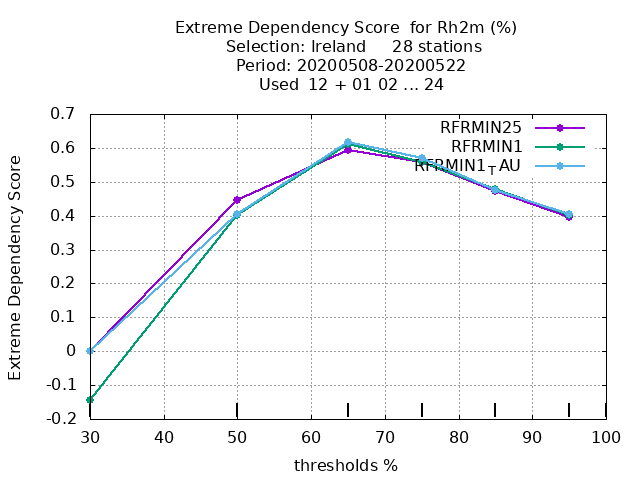 Extreme Dependency Score  for Rh2m (%)
Selection: Ireland     28 stations
Period: 20200508-20200522
Used  12 + 01 02 ... 24
RFRMIN25
RFRMIN1
RFRMIN1TAU
Extreme Dependency Score
0.7
0.6
0.5
0.4
0.3
0.2
0.1
0
-0.1
-0.2
30 40 50 60 70 80 90 100
thresholds %